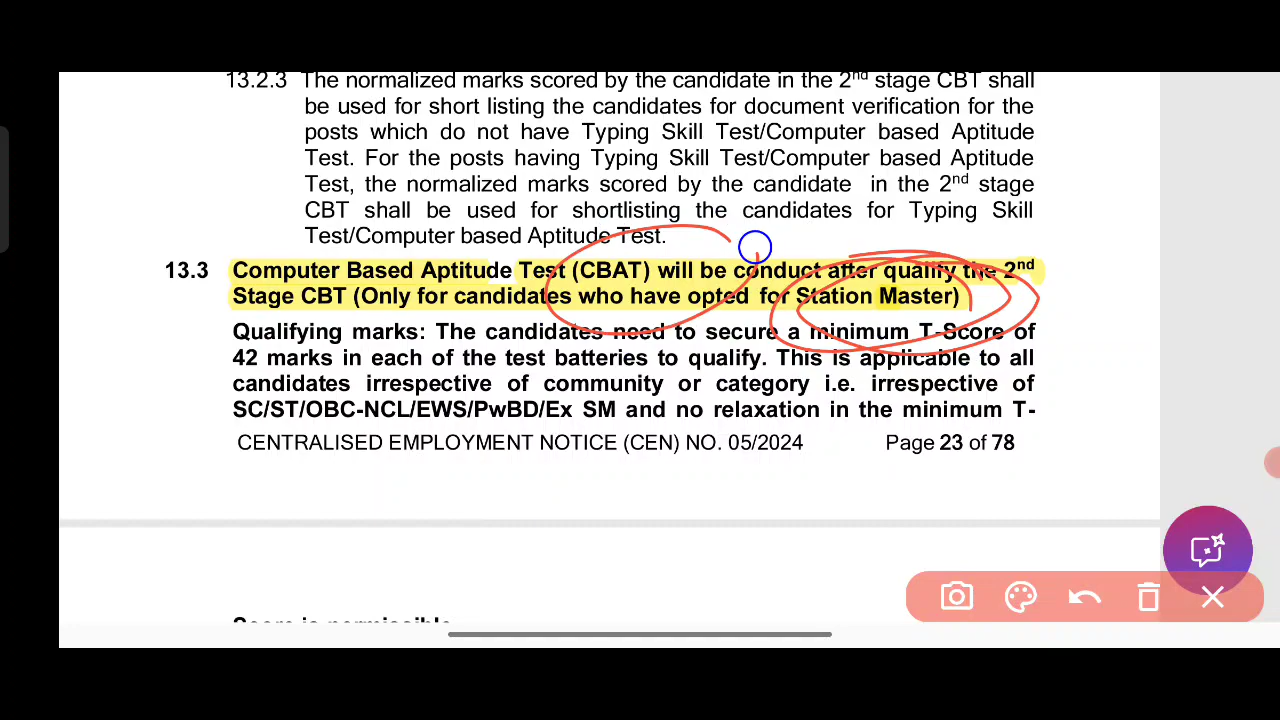 13.2.3 The normalized marks scored by the candidate in the 2nd stage CBT shall
be used for short listing the candidates for document verification for the
posts which do not have Typing Skill Test/Computer based Aptitude
Test. For the posts having Typing Skill Test/Computer based Aptitude
Test, the normalized marks scored by the candidate in the 2nd stage
CBT shall be used for shortlisting the candidates for Typing Skill
Test/Computer based Aptitude Test.
13.3 Computer Based Aptitude Test (CBAT) will be conduct after qualify the 2nd
Stage CBT (Only for candidates who have opted for Station Master)
Qualifying marks: The candidates need to secure a minimum T-Score of
42 marks in each of the test batteries to qualify. This is applicable to all
candidates irrespective of community or category i.e. irrespective of
SC/ST/OBC-NCL/EWS/PwBD/Ex SM and no relaxation in the minimum T-
CENTRALISED EMPLOYMENT NOTICE (CEN) NO. 05/2024 Page 23 of 78
Score is permissible